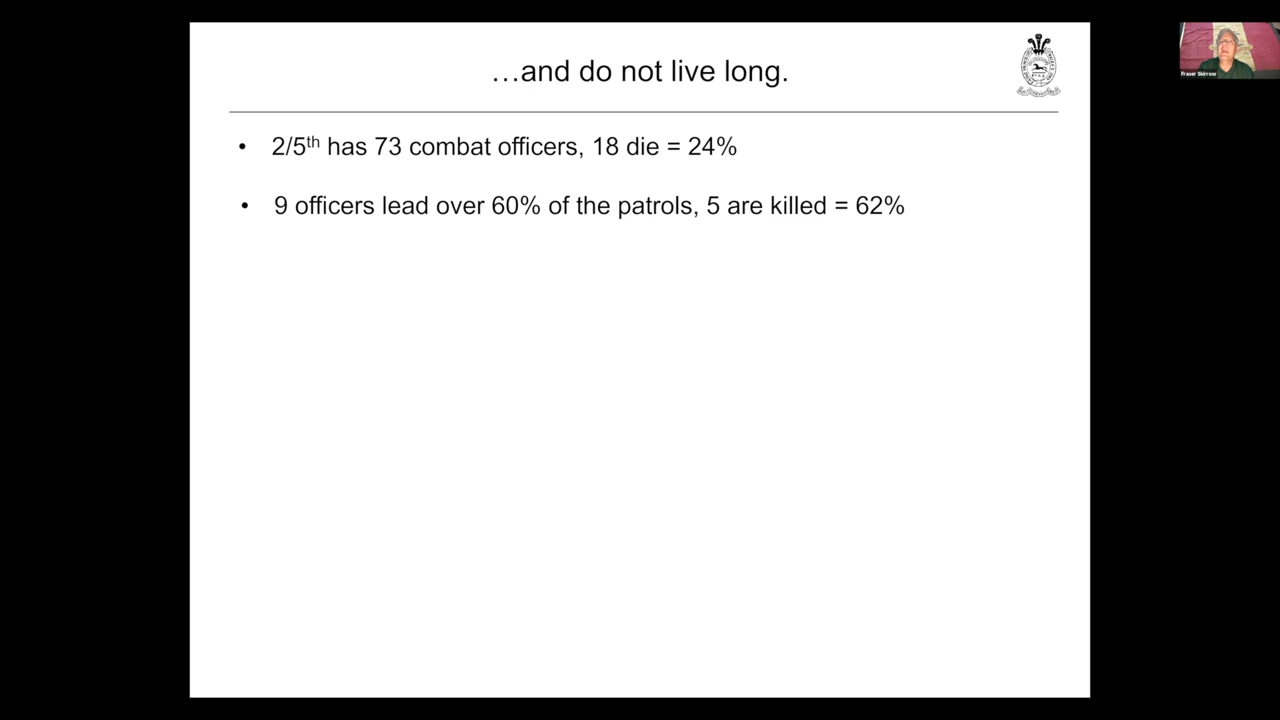 …and do not live long.
Fraser Skirrow
• 2/5th has 73 combat officers, 18 die = 24%
• 9 officers lead over 60% of the patrols, 5 are killed = 62%